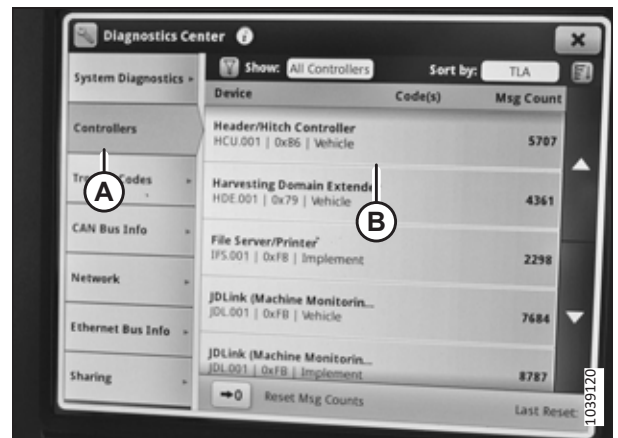 Diagnostics Center
System Diagnostics
Show: All Controllers Sort by: TLA
Device Code(s) Msg Count
Controllers
Header/Hitch Controller
HCU.001 | 0x86 | Vehicle 5707
A
Codes
Harvesting Domain Extende
HDE.001 | 0x79 | Vehicle 4361
B
CAN Bus Info
File Server/Printer
IFS.001 | 0xF8 | Implement 2298
Network
JDLink (Machine Monitorin...
JDL.001 | 0xFB | Vehicle 7684
Ethernet Bus Info
JDLink (Machine Monitorin...
JDL.001 | 0xFB | Implement 8787
Sharing
→0 Reset Msg Counts Last Reset:
1039120